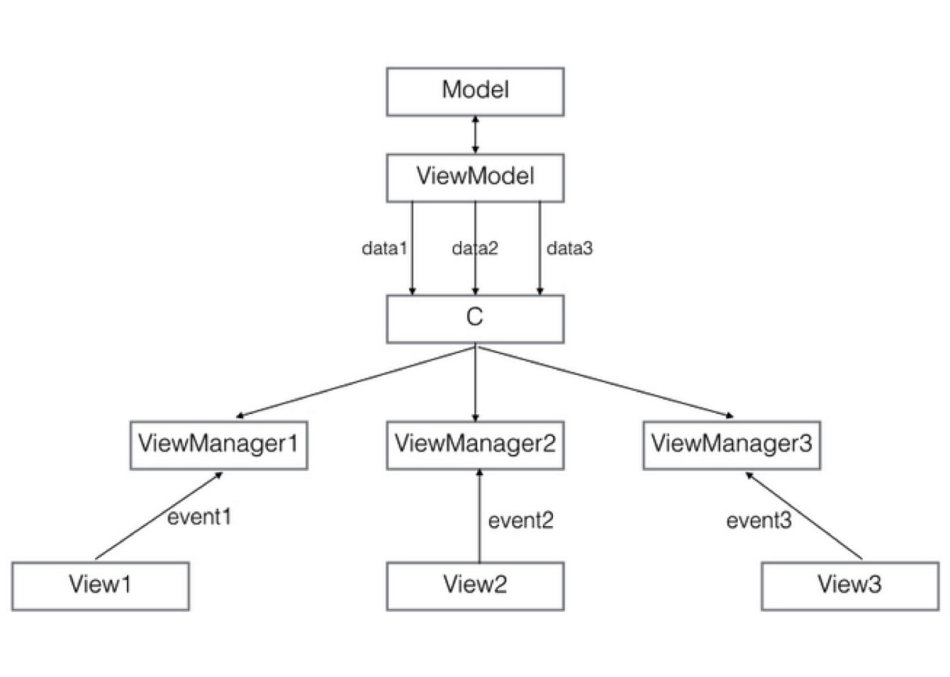 Model
ViewModel
data1
data2
data3
C
ViewManager1
ViewManager2
ViewManager3
event1
event2
event3
View1
View2
View3